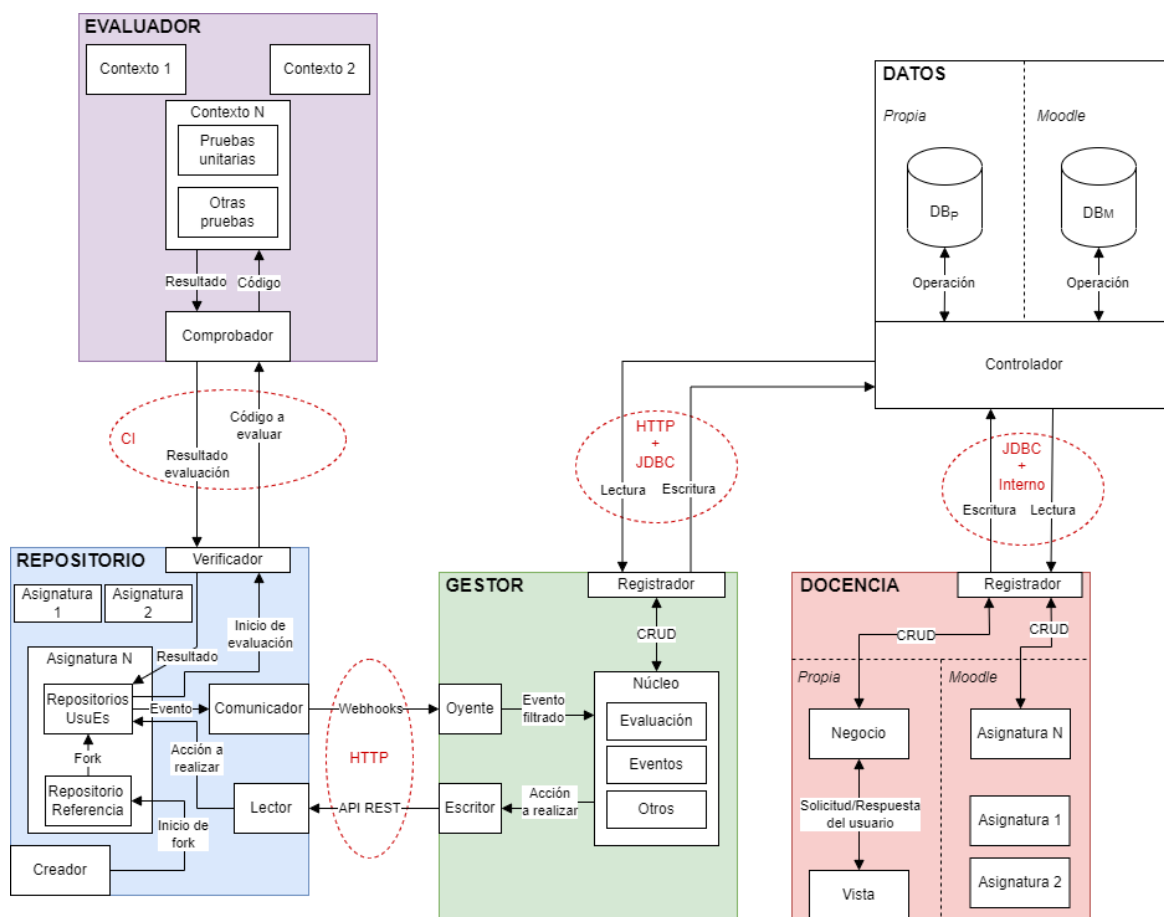 EVALUADOR
Contexto 1
Contexto 2
Contexto N
Pruebas
unitarias
Otras
pruebas
Resultado
Código
Comprobador
CI
Código a
evaluar
Resultado
evaluación
DATOS
Propia
Moodle
DBP
DBM
Operación
Operación
Controlador
HTTP
+
JDBC
Lectura
Escritura
JDBC
+
Interno
Escritura
Lectura
REPOSITORIO
Verificador
Asignatura
1
Asignatura
2
Inicio de
evaluación
Resultado
Asignatura N
Repositorios
UsuEs
Evento
Comunicador
Fork
Acción a
realizar
Repositorio
Referencia
Lector
Inicio de
fork
Creador
Webhooks
HTTP
API REST
GESTOR
Registrador
CRUD
Núcleo
Oyente
Evento
filtrado
Evaluación
Eventos
Otros
Escritor
Acción
a realizar
DOCENCIA
Registrador
CRUD
CRUD
Propia
Moodle
Negocio
Asignatura N
Solicitud/Respuesta
del usuario
Asignatura 1
Vista
Asignatura 2